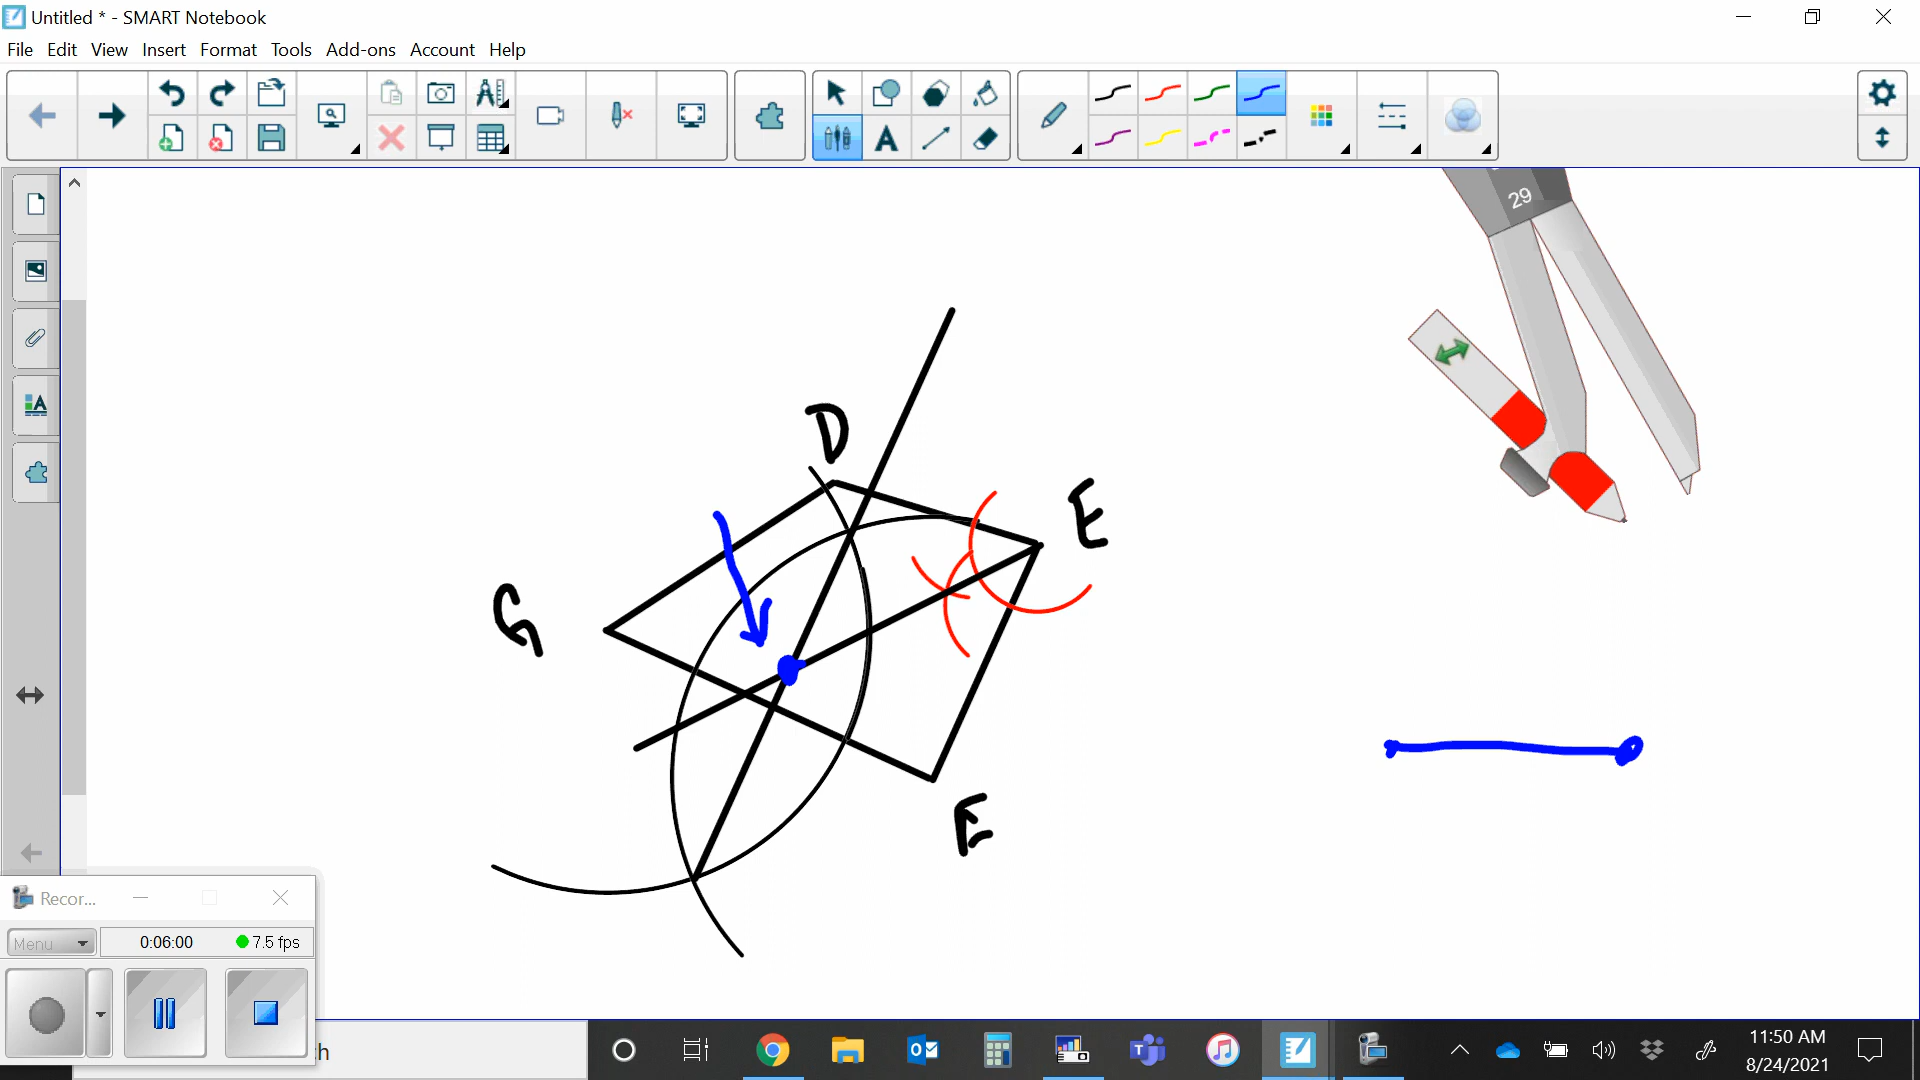 Untitled * - SMART Notebook
File Edit View Insert Format Tools Add-ons Account Help
29
D
E
G
E
Recor...
Menu 0:06:00 7.5 fps
11:50 AM
8/24/2021